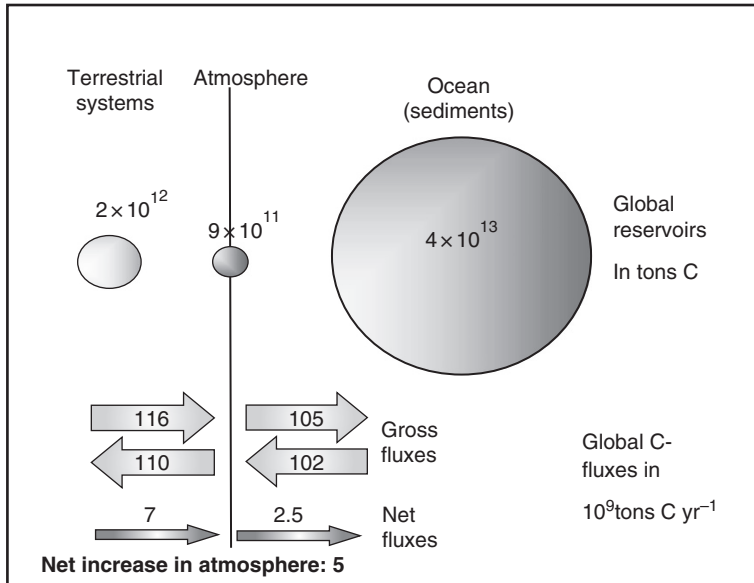 Terrestrial
systems
Atmosphere
Ocean
(sediments)
2 × 10¹²
9 × 10¹¹
4 × 10¹³
Global
reservoirs
In tons C
116
105
110
102
Gross
fluxes
Global C-
fluxes in
10⁹tons C yr⁻¹
7
2.5
Net
fluxes
Net increase in atmosphere: 5